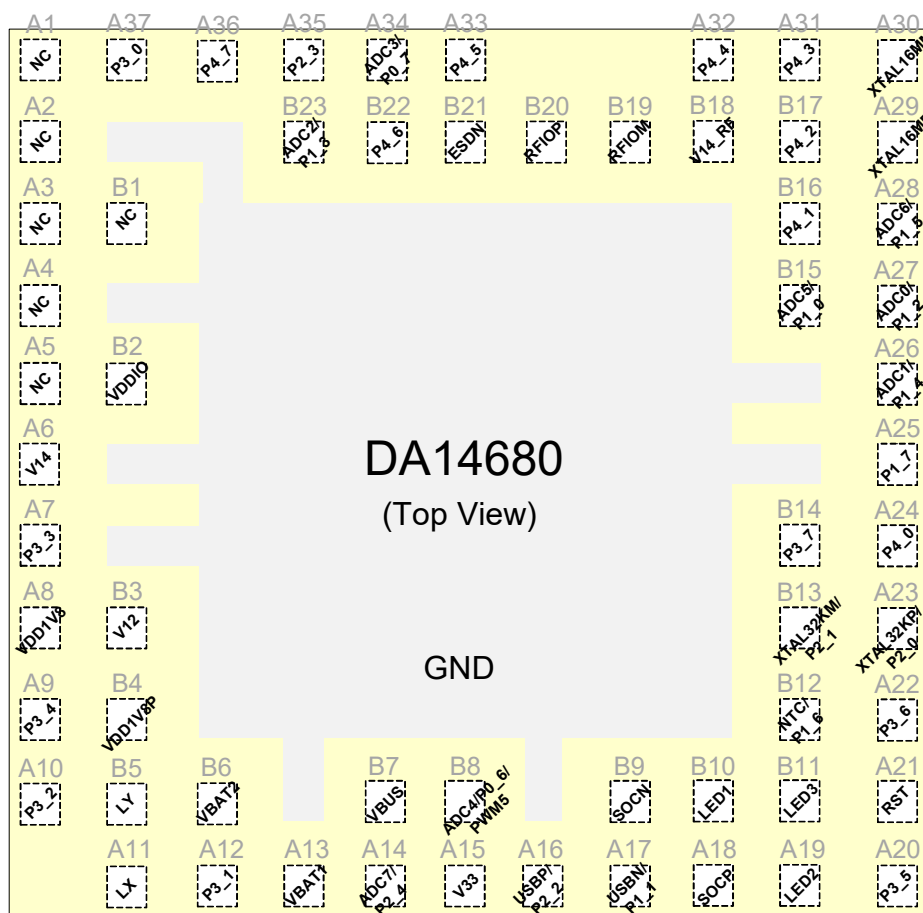 A1 A37 A36 A35 A34 A33 A32 A31 A30
NC P3_0 P4_7 P2_3 ADC3/ P0_7 P4_5 P4_4 P4_3
A2 B23 B22 B21 B20 B19 B18 B17 A29
NC ADC2/ P1_3 P4_6 ESDN RFIOP RFIOM V14_RF P4_2
A3 B1 B16 A28
NC NC P4_1 ADC6/ P1_5
A4 B15 A27
NC ADC5/ P1_0 ADC0/ P1_2
A5 B2 A26
NC VDDIO ADC1/ P1_4
A6 A25
V14 DA14680 P1_7
(Top View)
A7 B14 A24
P3_3 P3_7 P4_0
A8 B3 B13 A23
VDD1V8 V12 XTAL32KM/ P2_1 XTAL32KP/ P2_0
GND
A9 B4 B12 A22
P3_4 VDD1V8P NTC/ P1_6 P3_6
A10 B5 B6 B7 B8 B9 B10 B11 A21
P3_2 LY VBAT2 VBUS ADC4/P0_6/ PWM5 SOCN LED1 LED3 RST
A11 A12 A13 A14 A15 A16 A17 A18 A19 A20
LX P3_1 VBAT1 ADC7/ P2_4 V33 USBP/ P2_2 USBN/ P1_1 SOCP LED2 P3_5